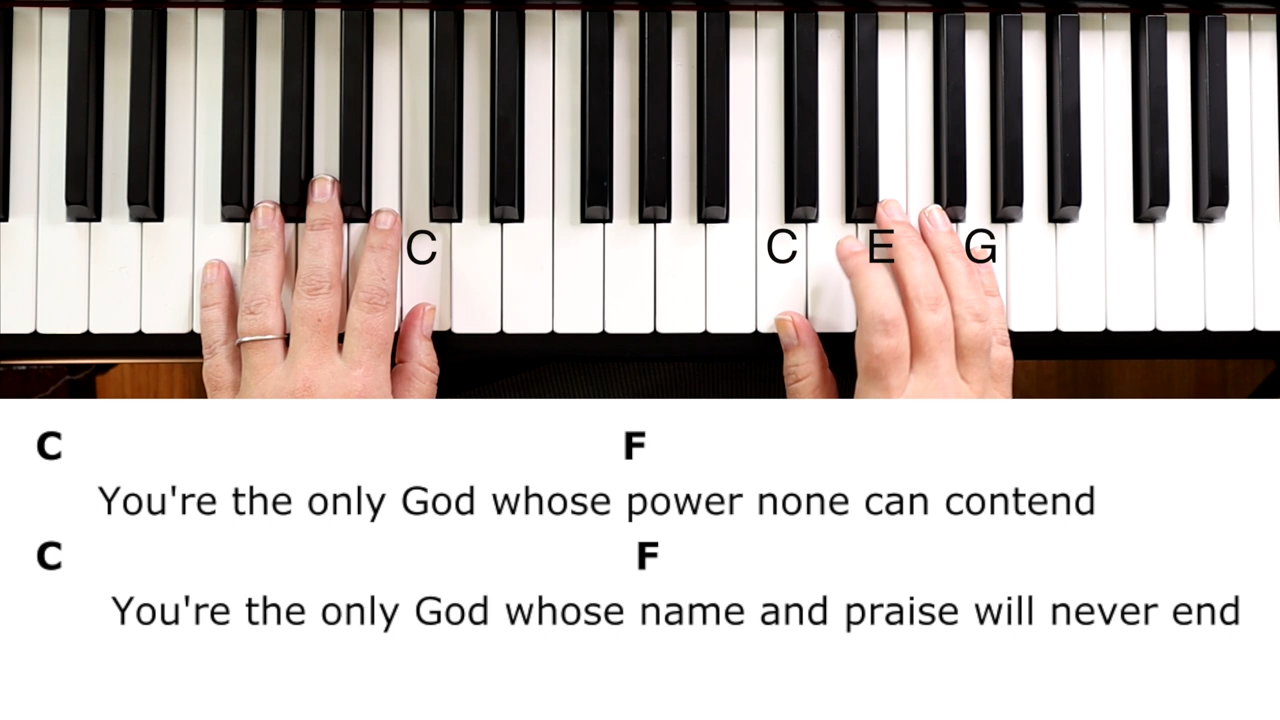 C C E G
C F
You're the only God whose power none can contend
C F
You're the only God whose name and praise will never end